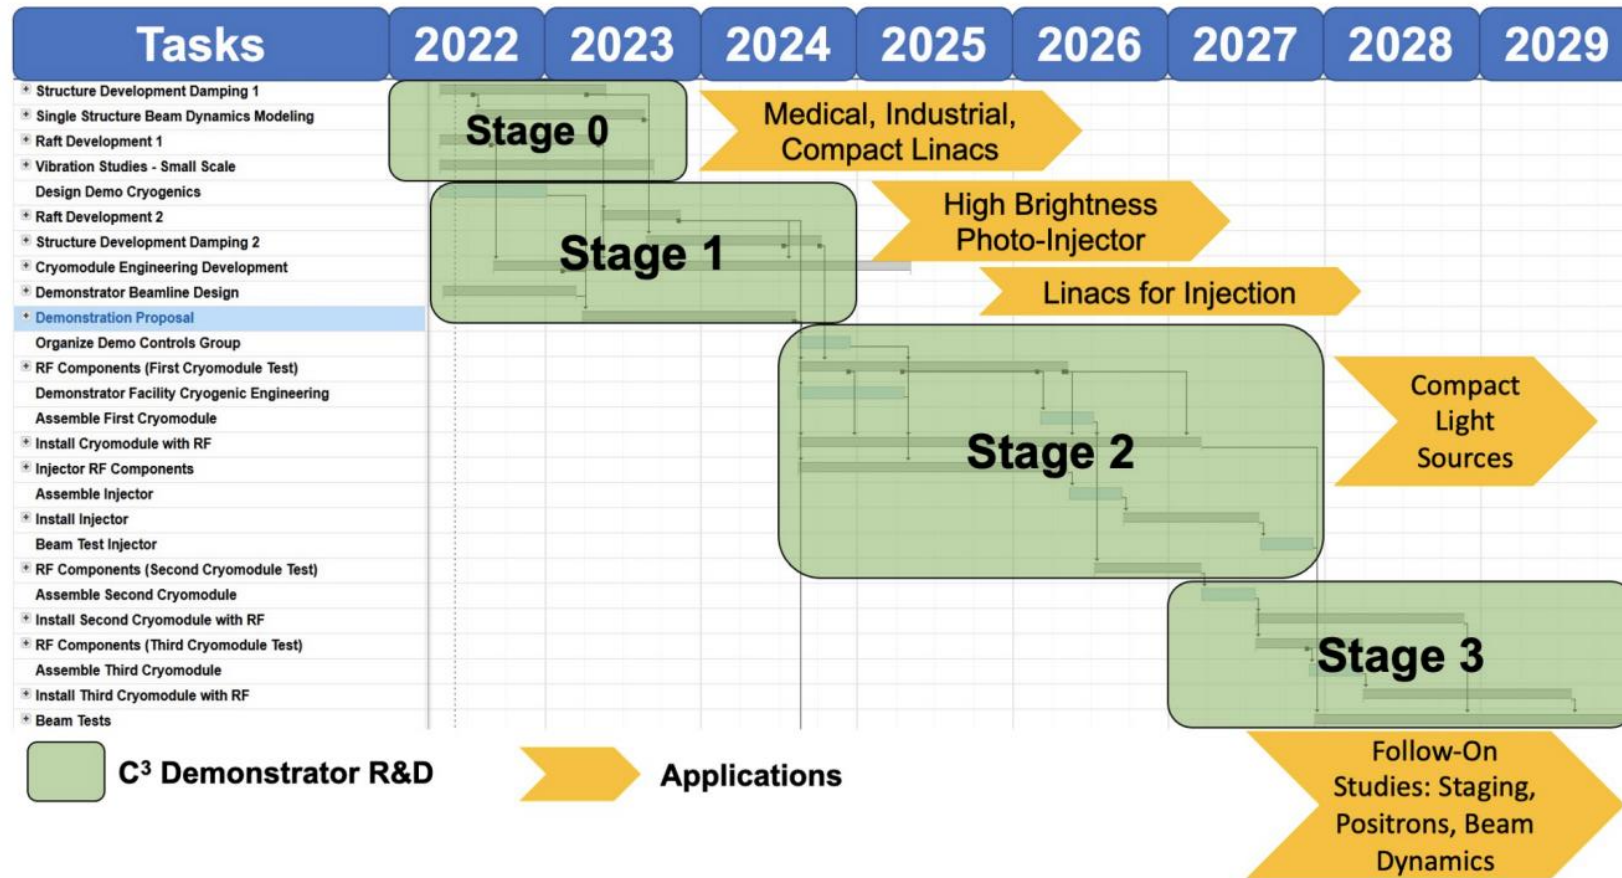 Tasks 2022 2023 2024 2025 2026 2027 2028 2029
Structure Development Damping 1
Single Structure Beam Dynamics Modeling
Raft Development 1
Vibration Studies - Small Scale
Design Demo Cryogenics
Raft Development 2
Structure Development Damping 2
Cryomodule Engineering Development
Demonstrator Beamline Design
Demonstration Proposal
Organize Demo Controls Group
RF Components (First Cryomodule Test)
Demonstrator Facility Cryogenic Engineering
Assemble First Cryomodule
Install Cryomodule with RF
Injector RF Components
Assemble Injector
Install Injector
Beam Test Injector
RF Components (Second Cryomodule Test)
Assemble Second Cryomodule
Install Second Cryomodule with RF
RF Components (Third Cryomodule Test)
Assemble Third Cryomodule
Install Third Cryomodule with RF
Beam Tests
Stage 0
Medical, Industrial,
Compact Linacs
Stage 1
High Brightness
Photo-Injector
Linacs for Injection
Stage 2
Compact
Light
Sources
Stage 3
Follow-On
Studies: Staging,
Positrons, Beam
Dynamics
C³ Demonstrator R&D
Applications